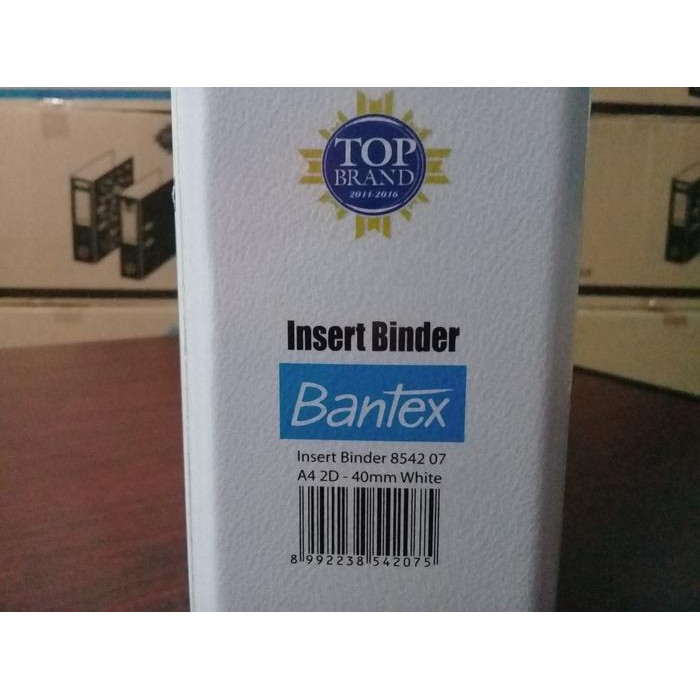 TOP
BRAND
2011-2016
Insert Binder
Bantex
Insert Binder 8542 07
A4 2D - 40mm White
8 992238 542075